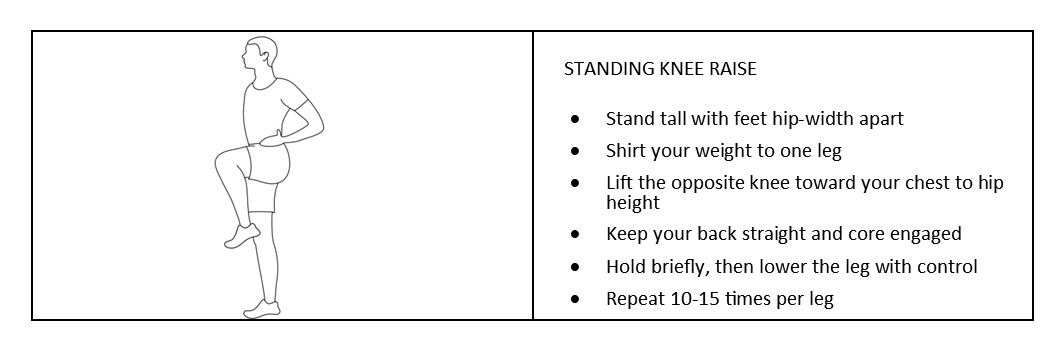 STANDING KNEE RAISE
• Stand tall with feet hip-width apart
• Shirt your weight to one leg
• Lift the opposite knee toward your chest to hip
height
• Keep your back straight and core engaged
• Hold briefly, then lower the leg with control
• Repeat 10-15 times per leg